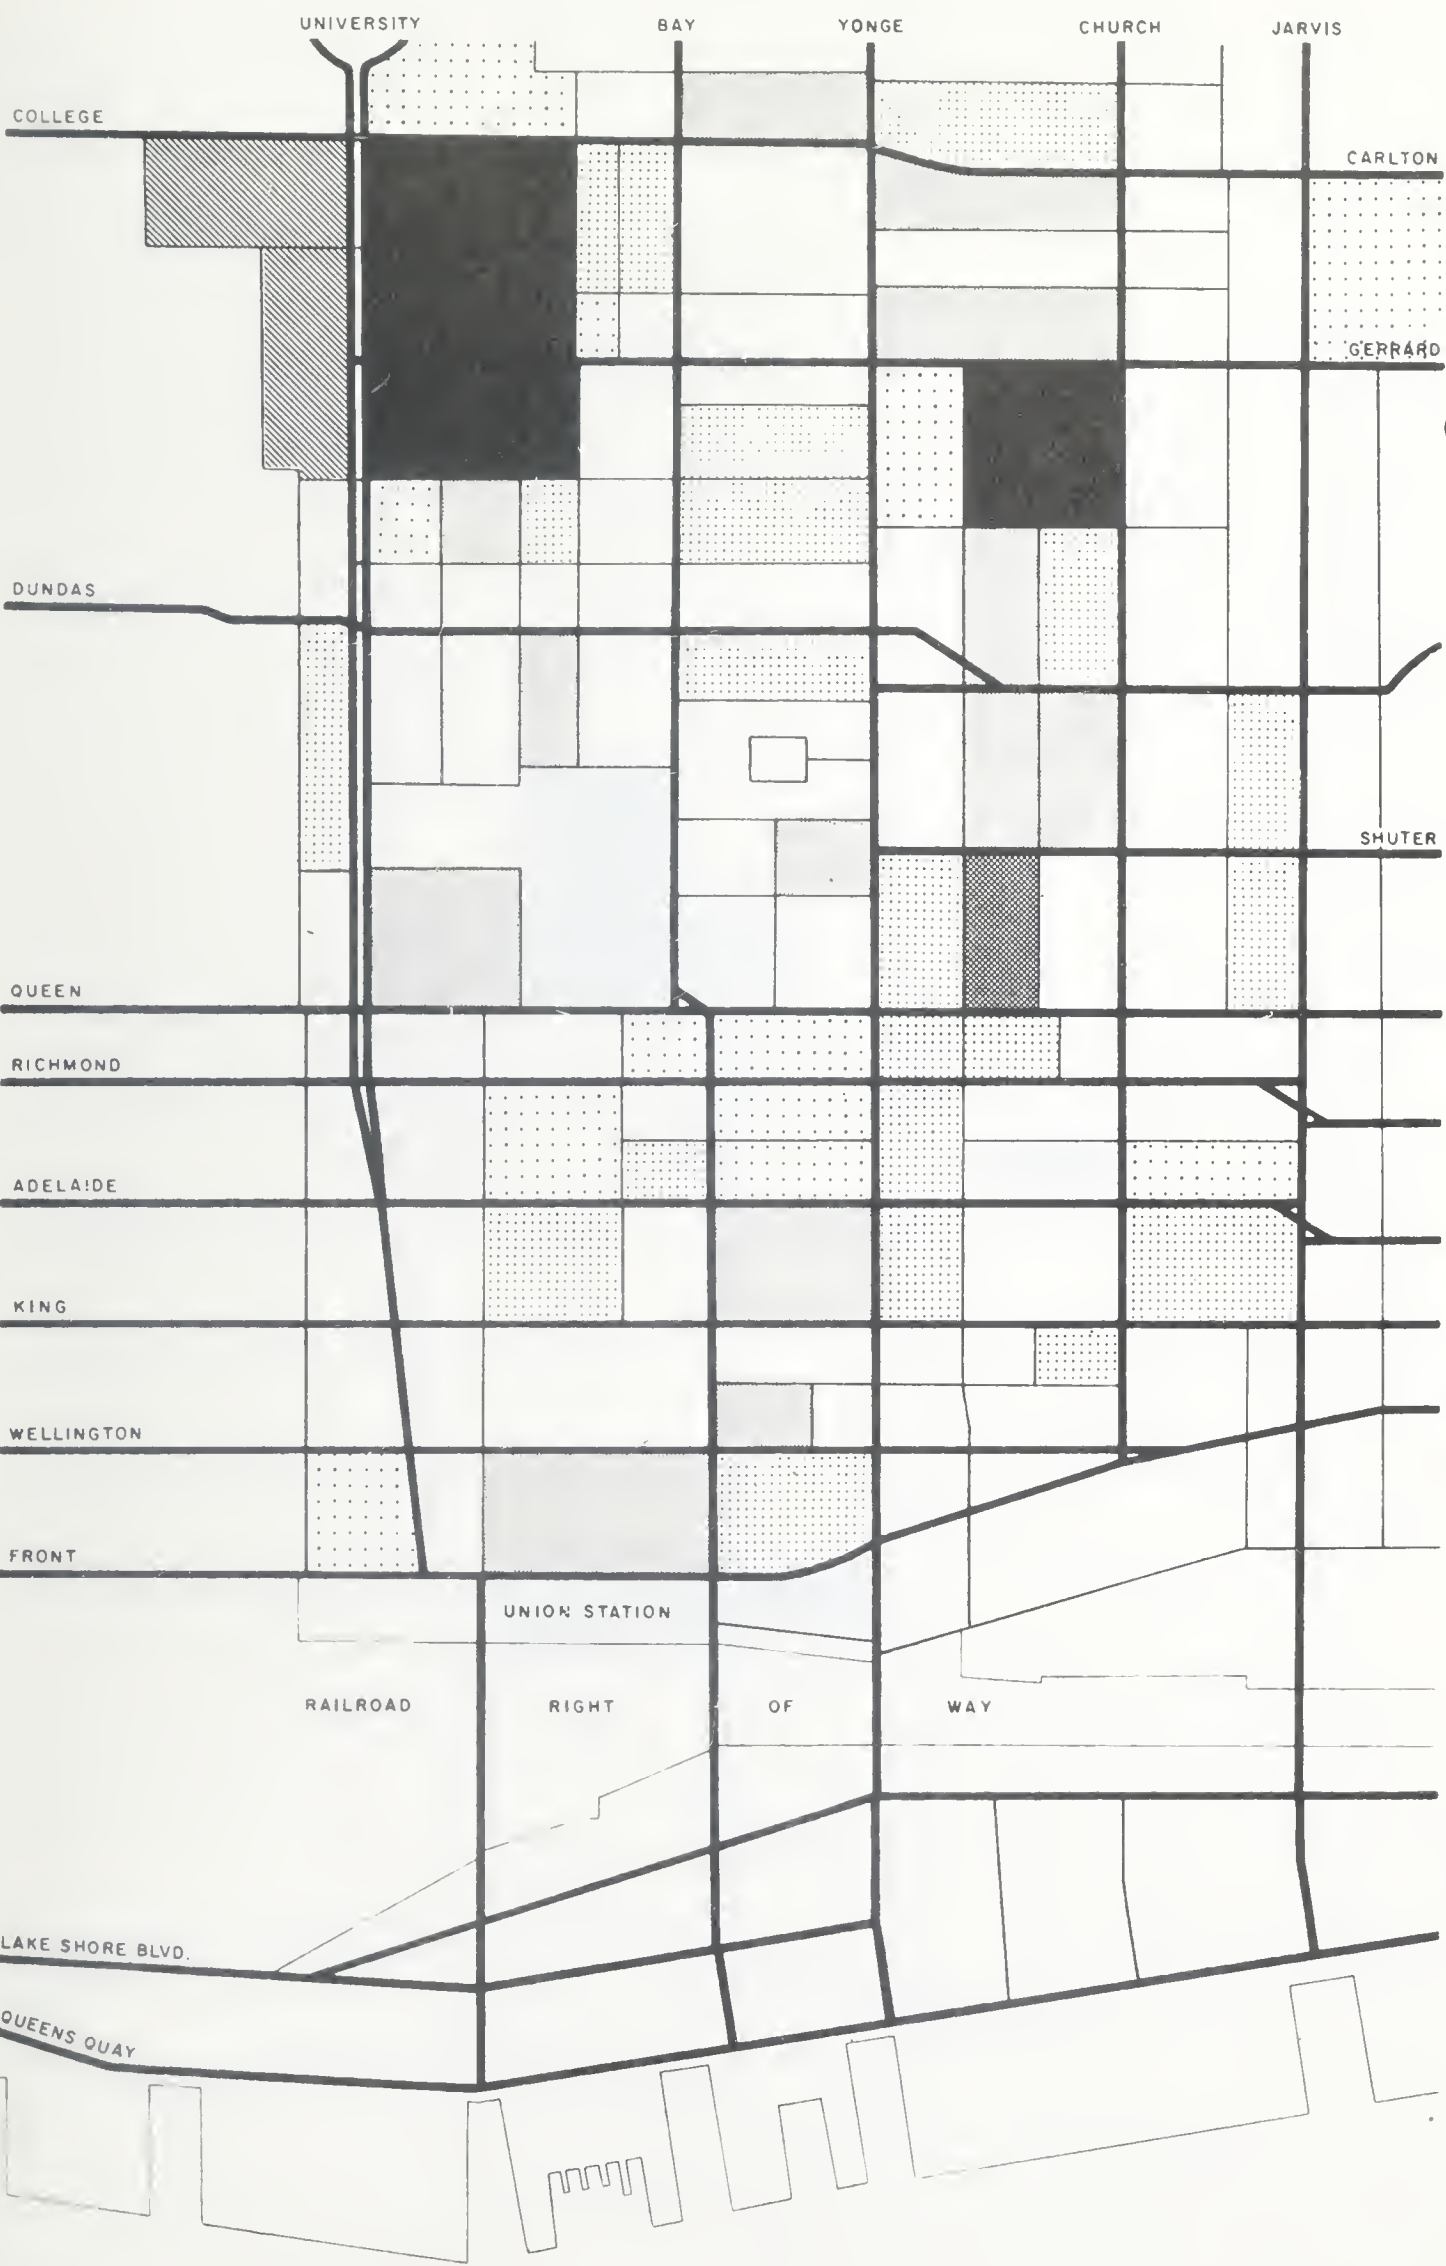 UNIVERSITY
BAY
YONGE
CHURCH
JARVIS
COLLEGE
CARLTON
GERRARD
DUNDAS
SHUTER
QUEEN
RICHMOND
ADELAIDE
KING
WELLINGTON
FRONT
UNION STATION
RAILROAD RIGHT OF WAY
LAKE SHORE BLVD.
QUEENS QUAY